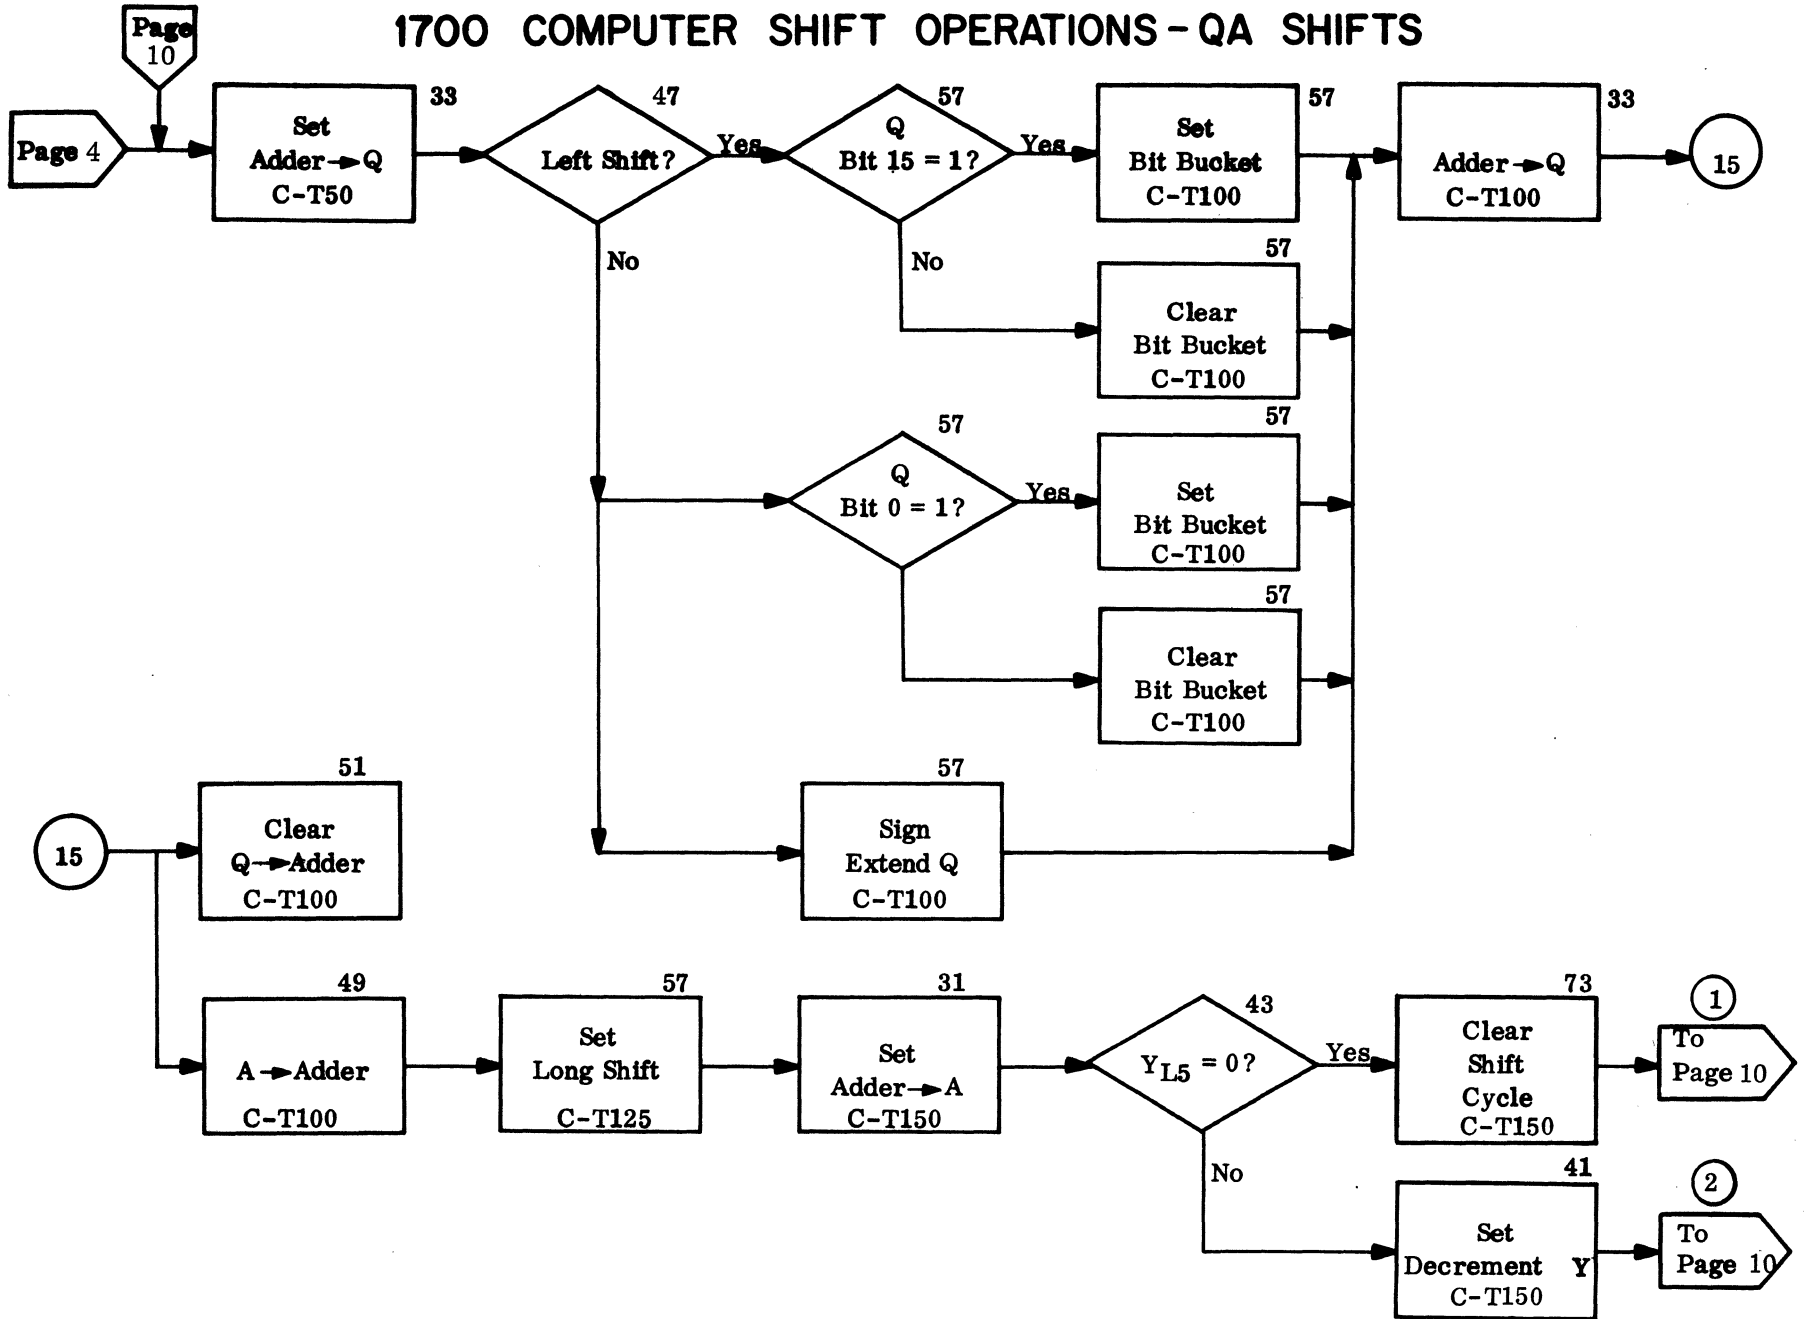 1700 COMPUTER SHIFT OPERATIONS - QA SHIFTS
Page
10
Page 4
33
Set
Adder→Q
C-T50
47
Left Shift?
Yes
No
57
Q
Bit 15 = 1?
Yes
No
57
Set
Bit Bucket
C-T100
33
Adder→Q
C-T100
15
57
Clear
Bit Bucket
C-T100
57
Q
Bit 0 = 1?
Yes
57
Set
Bit Bucket
C-T100
57
Clear
Bit Bucket
C-T100
57
Sign
Extend Q
C-T100
15
51
Clear
Q→Adder
C-T100
49
A→Adder
C-T100
57
Set
Long Shift
C-T125
31
Set
Adder→A
C-T150
43
YL5 = 0?
Yes
No
73
Clear
Shift
Cycle
C-T150
1
To
Page 10
41
Set
Decrement Y
C-T150
2
To
Page 10